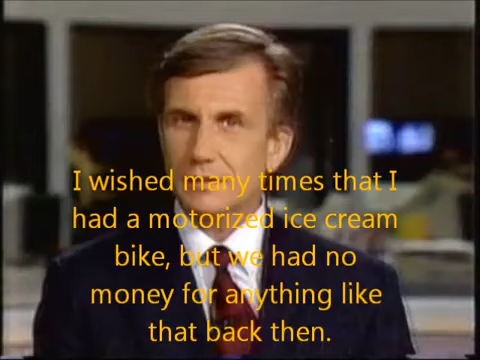 I wished many times that I
had a motorized ice cream
bike, but we had no
money for anything like
that back then.